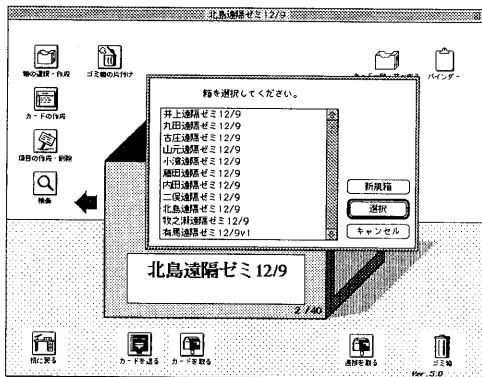 北島遠隔ゼミ12/9
箱の選択・作成
ゴミ箱の片付け
バインダー
カードの作成
項目の作成・削除
検索
箱を選択してください。
井上遠隔ゼミ12/9
丸田遠隔ゼミ12/9
古庄遠隔ゼミ12/9
山元遠隔ゼミ12/9
小濱遠隔ゼミ12/9
藤田遠隔ゼミ12/9
内田遠隔ゼミ12/9
二俣遠隔ゼミ12/9
北島遠隔ゼミ12/9
牧之瀬遠隔ゼミ12/9
有馬遠隔ゼミ12/9v1
新規箱
選択
キャンセル
北島遠隔ゼミ12/9
2 /40
机に戻る
カードを送る
カードを取る
速郵を取る
ゴミ箱
Ver.5.0